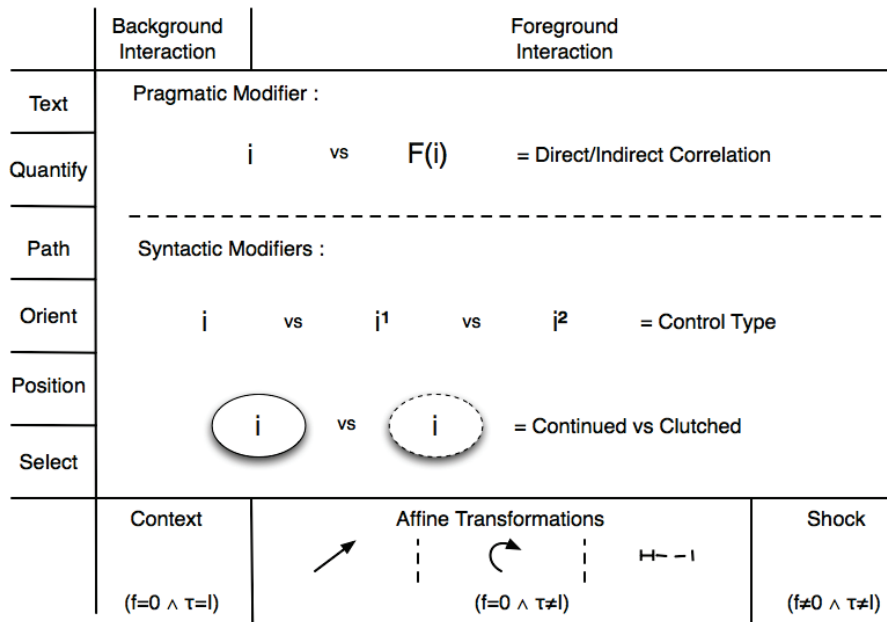 Background Interaction
Foreground Interaction
Text
Pragmatic Modifier :
Quantify
i vs F(i) = Direct/Indirect Correlation
Path
Syntactic Modifiers :
Orient
i vs i¹ vs i² = Control Type
Position
i vs i = Continued vs Clutched
Select
Context
Affine Transformations
Shock
(f=0 ∧ τ=I)
(f=0 ∧ τ≠I)
(f≠0 ∧ τ≠I)